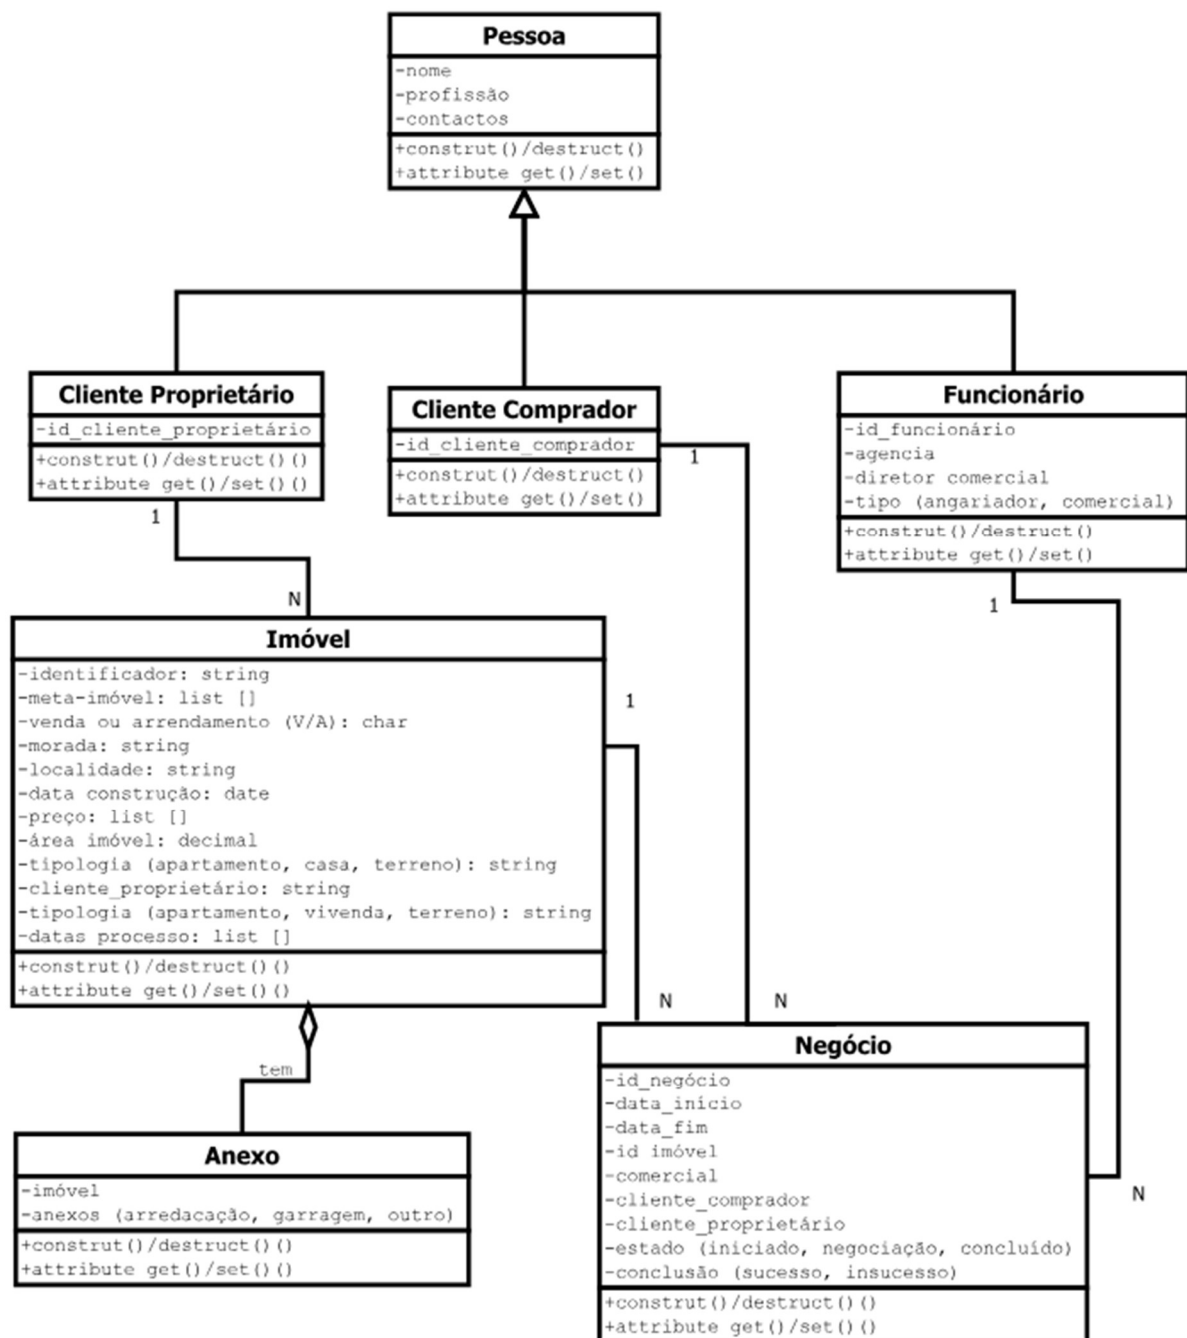 Pessoa
-nome
-profissão
-contactos
+construt()/destruct()
+attribute get()/set()
Cliente Proprietário
-id_cliente_proprietário
+construt()/destruct()()
+attribute get()/set()()
1
N
Cliente Comprador
-id_cliente_comprador
+construt()/destruct()
+attribute get()/set()
1
Funcionário
-id_funcionário
-agencia
-diretor comercial
-tipo (angariador, comercial)
+construt()/destruct()
+attribute get()/set()
1
Imóvel
-identificador: string
-meta-imóvel: list []
-venda ou arrendamento (V/A): char
-morada: string
-localidade: string
-data construção: date
-preço: list []
-área imóvel: decimal
-tipologia (apartamento, casa, terreno): string
-cliente_proprietário: string
-tipologia (apartamento, vivenda, terreno): string
-datas processo: list []
+construt()/destruct()()
+attribute get()/set()()
1
N
N
tem
Anexo
-imóvel
-anexos (arredacação, garragem, outro)
+construt()/destruct()()
+attribute get()/set()()
Negócio
-id_negócio
-data_início
-data_fim
-id imóvel
-comercial
-cliente_comprador
-cliente_proprietário
-estado (iniciado, negociação, concluído)
-conclusão (sucesso, insucesso)
+construt()/destruct()()
+attribute get()/set()()
N